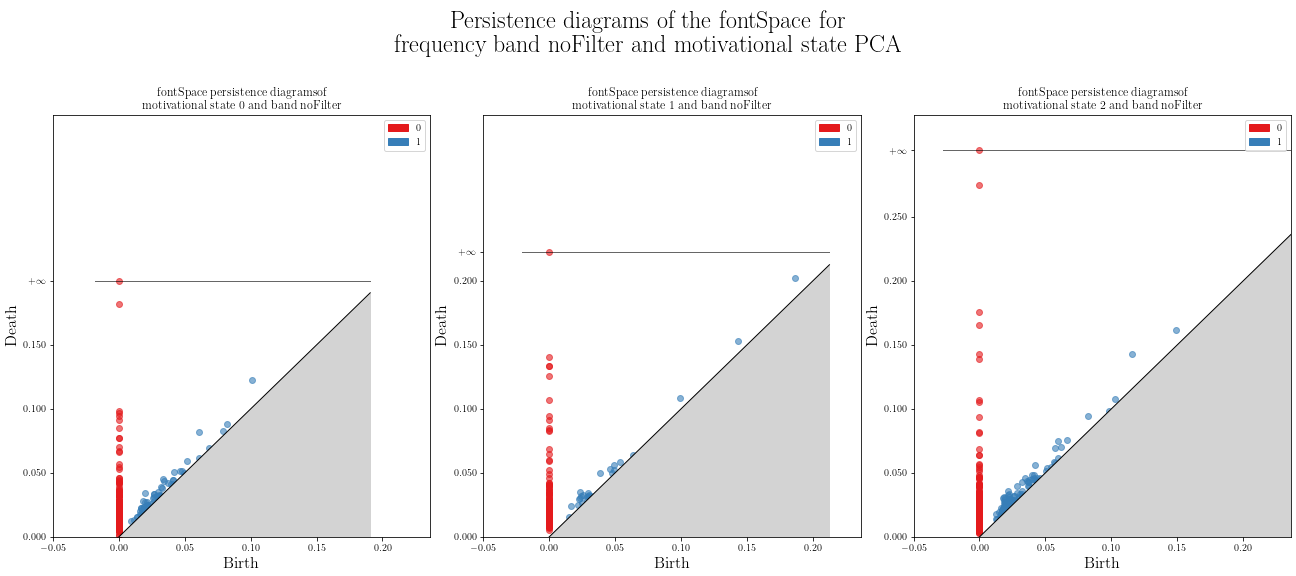 Persistence diagrams of the fontSpace for
frequency band noFilter and motivational state PCA
fontSpace persistence diagramsof
motivational state 0 and band noFilter
0
1
+∞
0.150
0.100
0.050
0.000
Death
−0.05 0.00 0.05 0.10 0.15 0.20
Birth
fontSpace persistence diagramsof
motivational state 1 and band noFilter
0
1
+∞
0.200
0.150
0.100
0.050
0.000
Death
−0.05 0.00 0.05 0.10 0.15 0.20
Birth
fontSpace persistence diagramsof
motivational state 2 and band noFilter
0
1
+∞
0.250
0.200
0.150
0.100
0.050
0.000
Death
−0.05 0.00 0.05 0.10 0.15 0.20
Birth